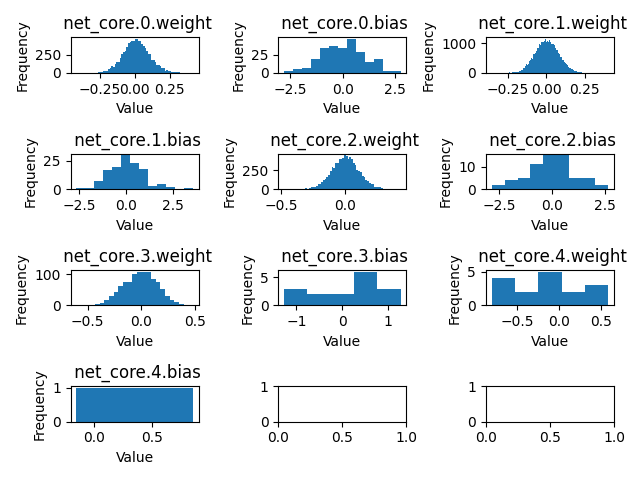 net_core.0.weight
net_core.0.bias
net_core.1.weight
Frequency
250
0
−0.25
0.00
0.25
Value
Frequency
25
0
−2.5
0.0
2.5
Value
Frequency
1000
0
−0.25
0.00
0.25
Value
net_core.1.bias
net_core.2.weight
net_core.2.bias
Frequency
25
0
−2.5
0.0
2.5
Value
Frequency
250
0
−0.5
0.0
Value
Frequency
10
0
−2.5
0.0
2.5
Value
net_core.3.weight
net_core.3.bias
net_core.4.weight
Frequency
100
0
−0.5
0.0
0.5
Value
Frequency
5
0
−1
0
1
Value
Frequency
5
0
−0.5
0.0
0.5
Value
net_core.4.bias
Frequency
1
0
0.0
0.5
Value
1
0
0.0
0.5
1.0
1
0
0.0
0.5
1.0